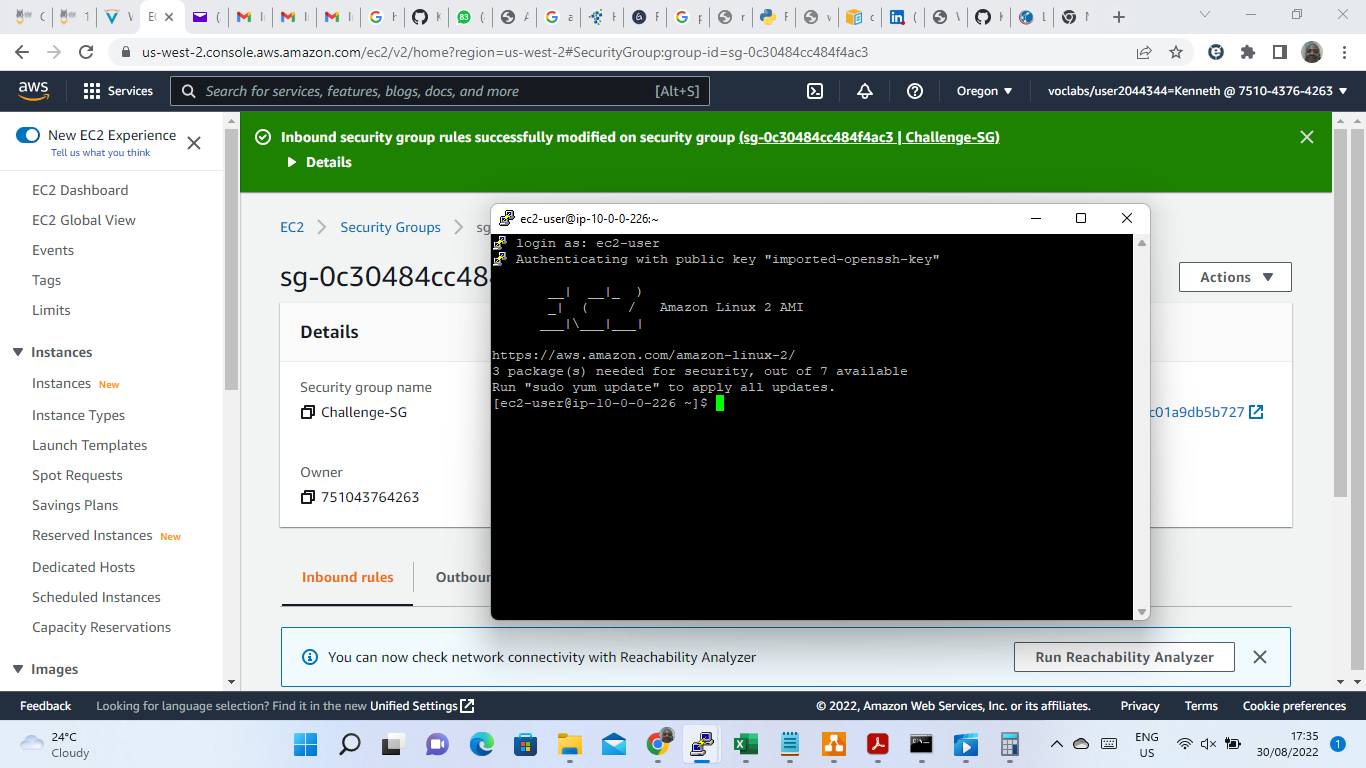 us-west-2.console.aws.amazon.com/ec2/v2/home?region=us-west-2#SecurityGroup:group-id=sg-0c30484cc484f4ac3
aws
Services
Search for services, features, blogs, docs, and more
[Alt+S]
Oregon
voclabs/user2044344=Kenneth @ 7510-4376-4263
New EC2 Experience
Tell us what you think
EC2 Dashboard
EC2 Global View
Events
Tags
Limits
Instances
Instances New
Instance Types
Launch Templates
Spot Requests
Savings Plans
Reserved Instances New
Dedicated Hosts
Scheduled Instances
Capacity Reservations
Images
Inbound security group rules successfully modified on security group (sg-0c30484cc484f4ac3 | Challenge-SG)
Details
EC2
Security Groups
sg
sg-0c30484cc48
Actions
Details
Security group name
Challenge-SG
c01a9db5b727
Owner
751043764263
Inbound rules
Outboun
You can now check network connectivity with Reachability Analyzer
Run Reachability Analyzer
ec2-user@ip-10-0-0-226:~
login as: ec2-user
Authenticating with public key "imported-openssh-key"
__|  __|_  )
_|  (     /   Amazon Linux 2 AMI
___|\___|___|
https://aws.amazon.com/amazon-linux-2/
3 package(s) needed for security, out of 7 available
Run "sudo yum update" to apply all updates.
[ec2-user@ip-10-0-0-226 ~]$
Feedback
Looking for language selection? Find it in the new Unified Settings
© 2022, Amazon Web Services, Inc. or its affiliates.
Privacy
Terms
Cookie preferences
24°C
Cloudy
ENG
US
17:35
30/08/2022
1